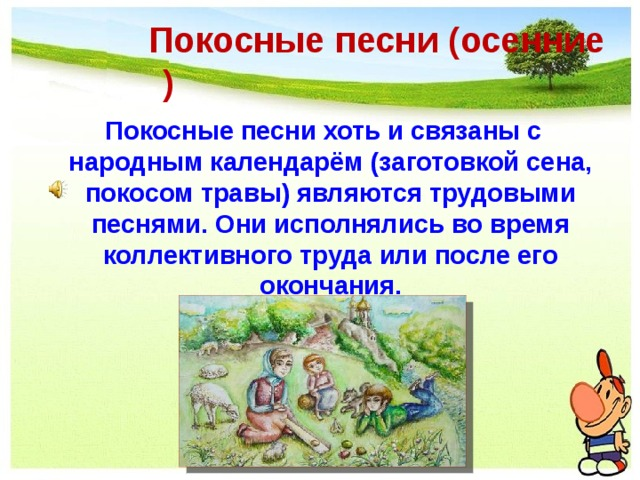 Покосные песни (осенние
)
Покосные песни хоть и связаны с
народным календарём (заготовкой сена,
покосом травы) являются трудовыми
песнями. Они исполнялись во время
коллективного труда или после его
окончания.